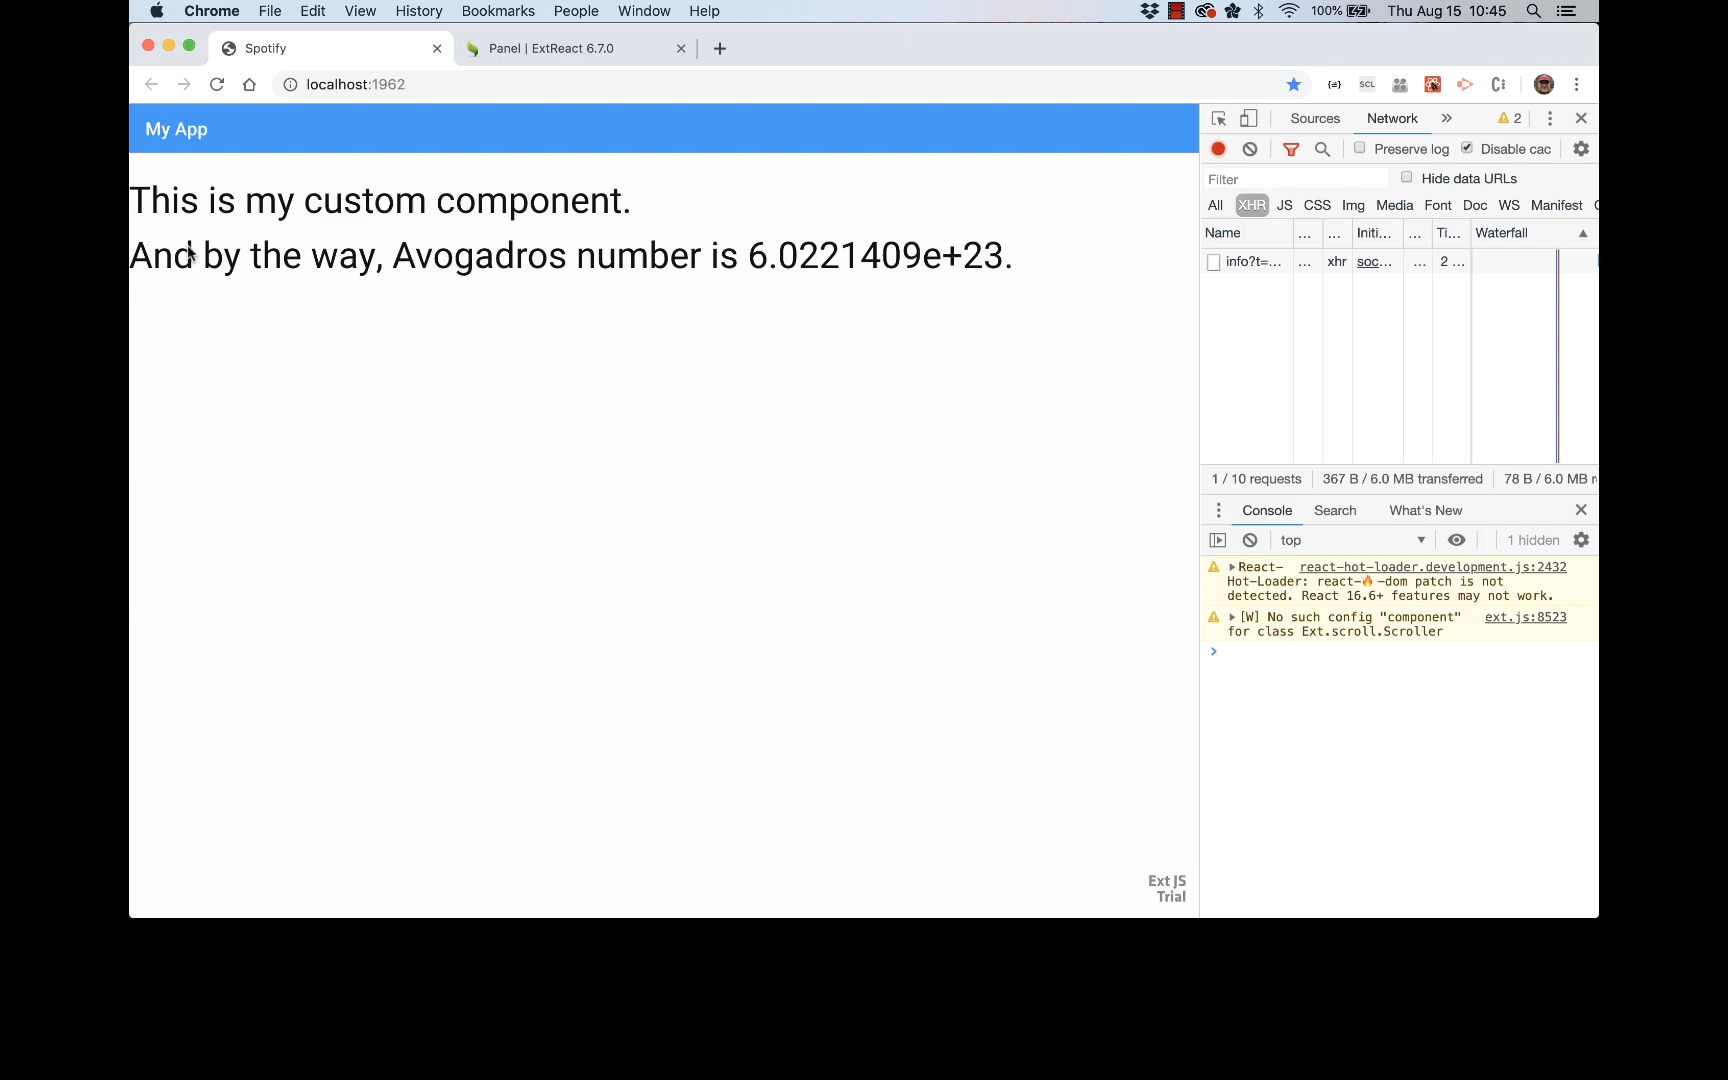 Chrome File Edit View History Bookmarks People Window Help 100% Thu Aug 15 10:45
Spotify Panel | ExtReact 6.7.0
localhost:1962
SCL
My App
This is my custom component.
And by the way, Avogadros number is 6.0221409e+23.
Ext JS
Trial
Sources Network 2
Preserve log Disable cac
Filter Hide data URLs
All XHR JS CSS Img Media Font Doc WS Manifest
Name ... ... Initi... ... Ti... Waterfall
info?t=... ... xhr soc... ... 2 ...
1 / 10 requests 367 B / 6.0 MB transferred 78 B / 6.0 MB r
Console Search What's New
top 1 hidden
React- react-hot-loader.development.js:2432
Hot-Loader: react-🔥-dom patch is not
detected. React 16.6+ features may not work.
[W] No such config "component" ext.js:8523
for class Ext.scroll.Scroller